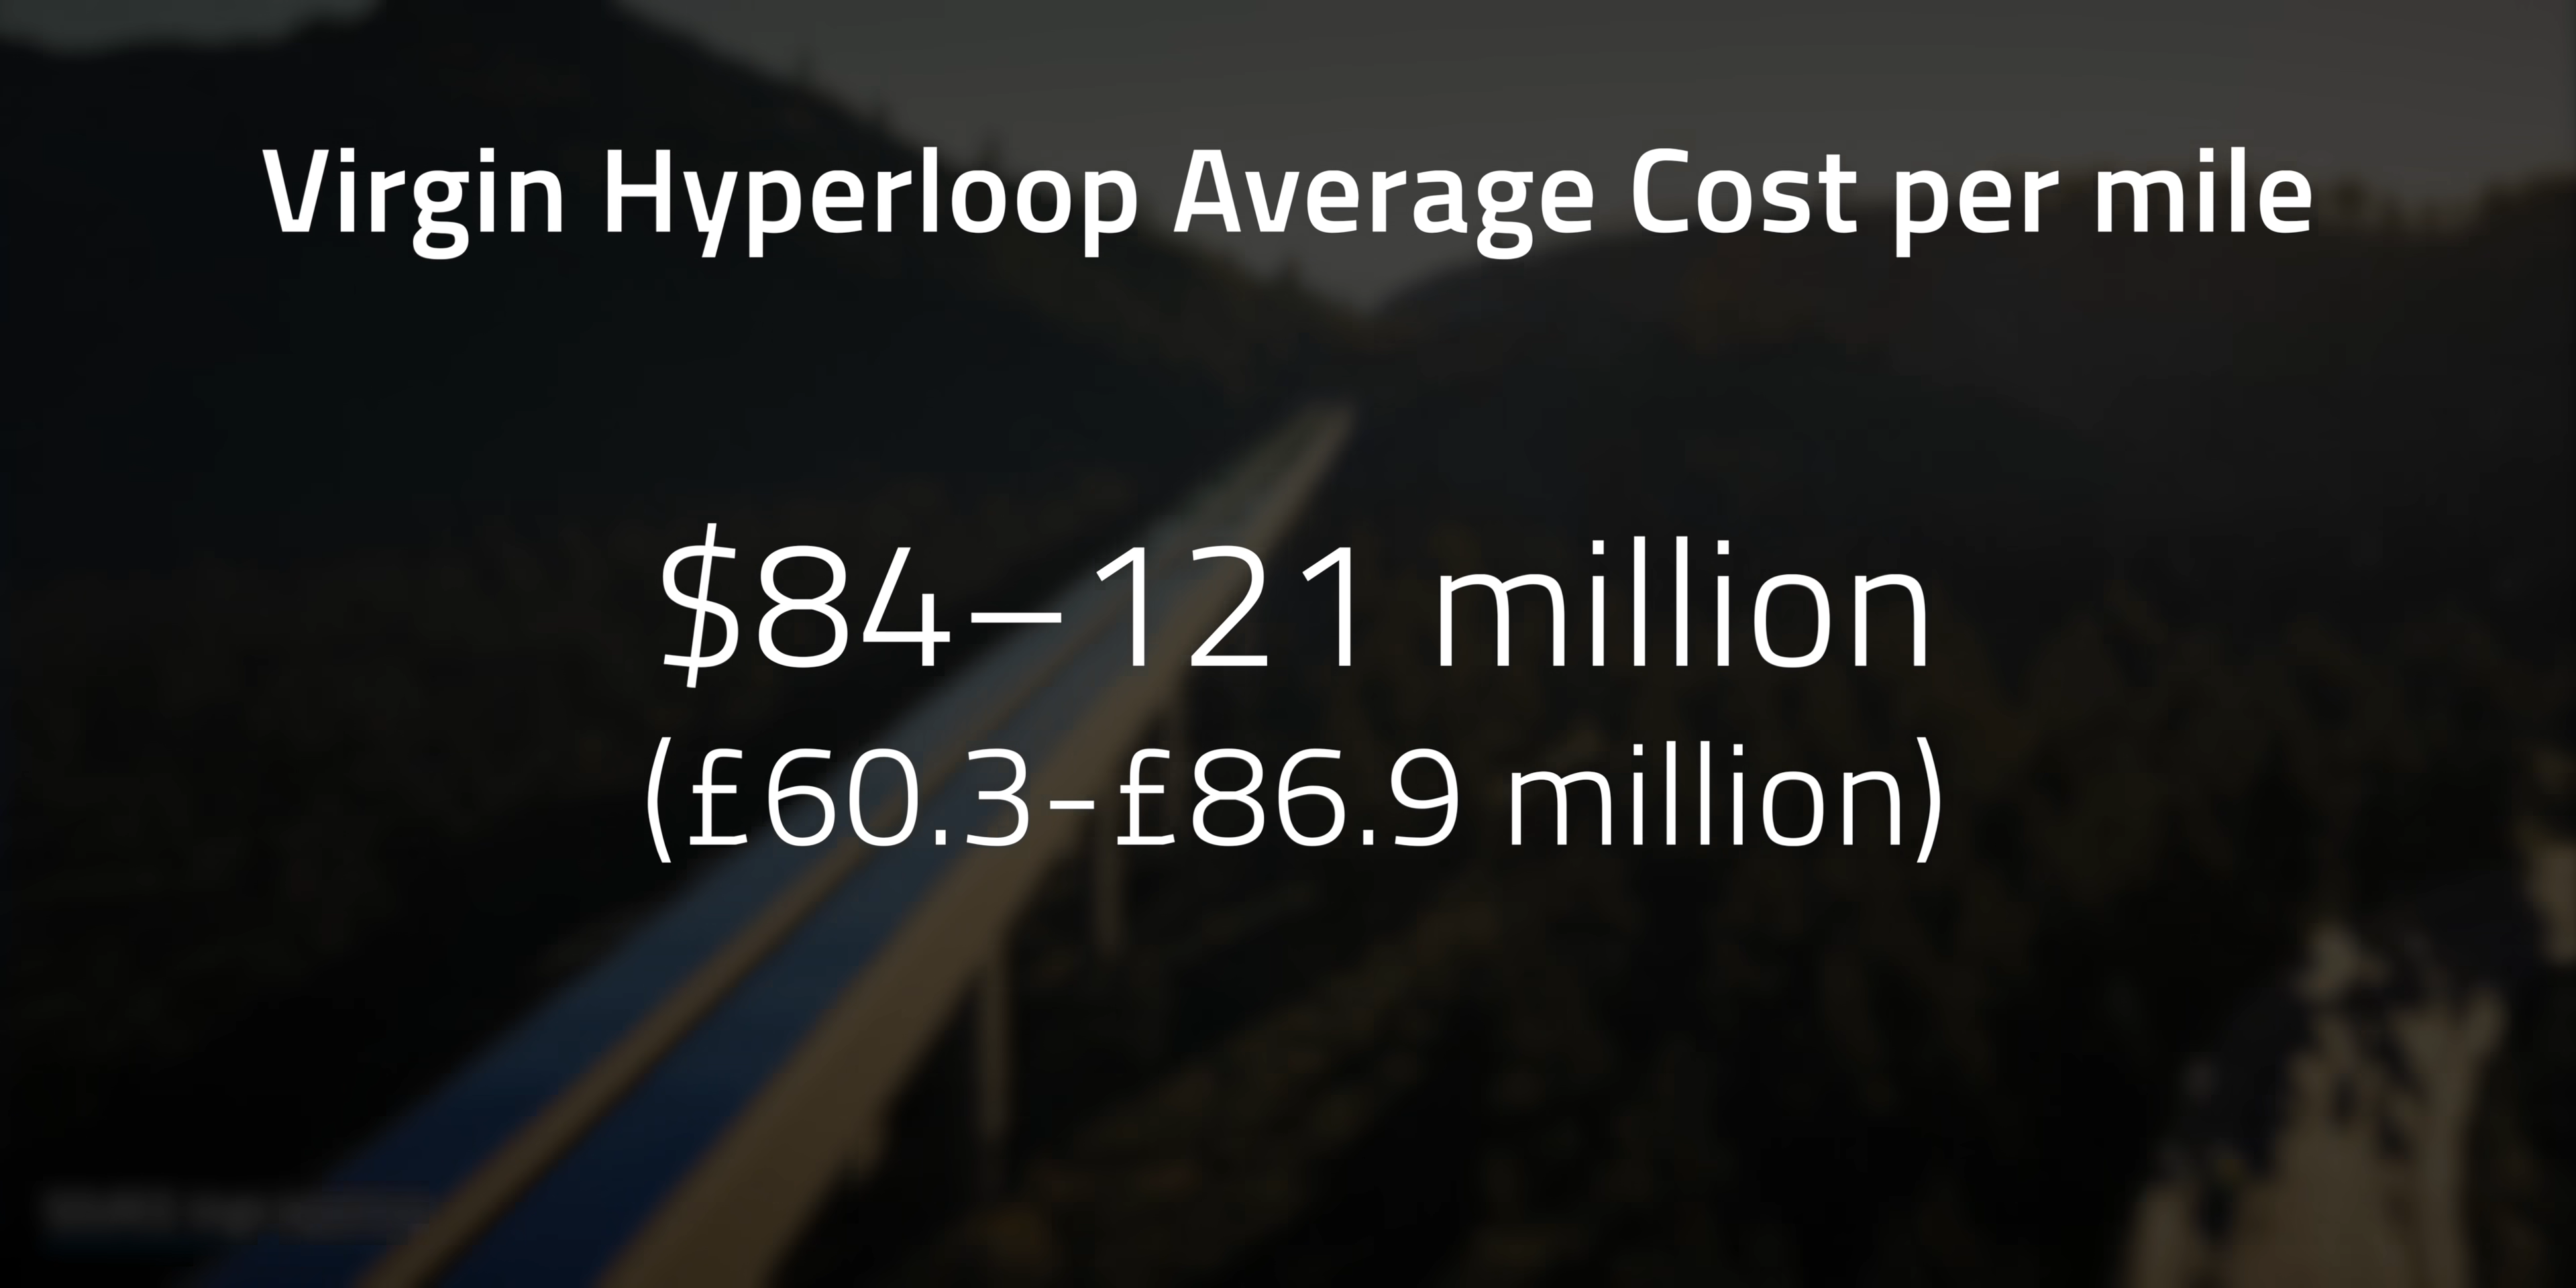 Virgin Hyperloop Average Cost per mile
$84–121 million
(£60.3-£86.9 million)